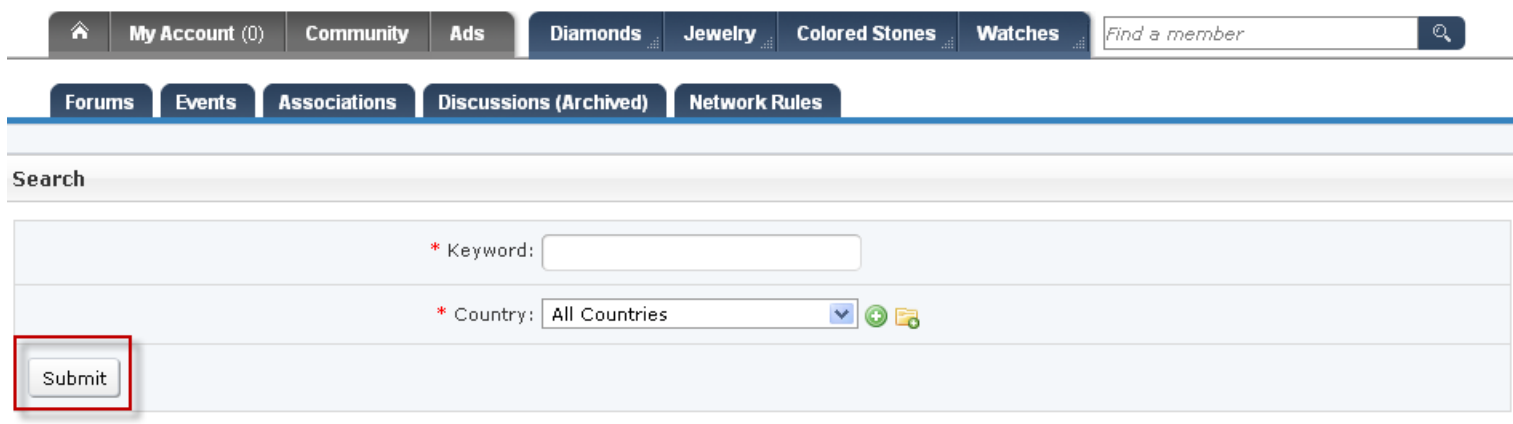 My Account (0) Community Ads Diamonds Jewelry Colored Stones Watches Find a member
Forums Events Associations Discussions (Archived) Network Rules
Search
* Keyword:
* Country: All Countries
Submit